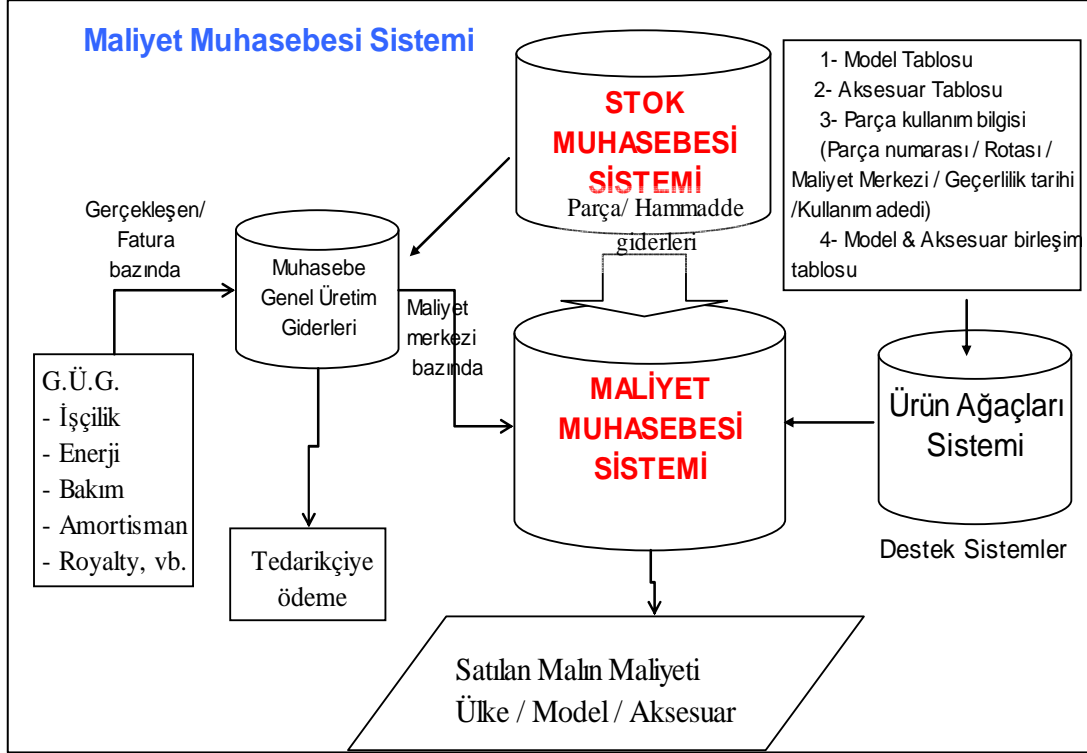 Maliyet Muhasebesi Sistemi
STOK
MUHASEBESİ
SİSTEMİ
Parça/ Hammadde
giderleri
1- Model Tablosu
2- Aksesuar Tablosu
3- Parça kullanım bilgisi
(Parça numarası / Rotası /
Maliyet Merkezi / Geçerlilik tarihi
/Kullanım adedi)
4- Model & Aksesuar birleşim
tablosu
Gerçekleşen/
Fatura
bazında
Muhasebe
Genel Üretim
Giderleri
Maliyet
merkezi
bazında
G.Ü.G.
- İşçilik
- Enerji
- Bakım
- Amortisman
- Royalty, vb.
Tedarikçiye
ödeme
MALİYET
MUHASEBESİ
SİSTEMİ
Ürün Ağaçları
Sistemi
Destek Sistemler
Satılan Malın Maliyeti
Ülke / Model / Aksesuar